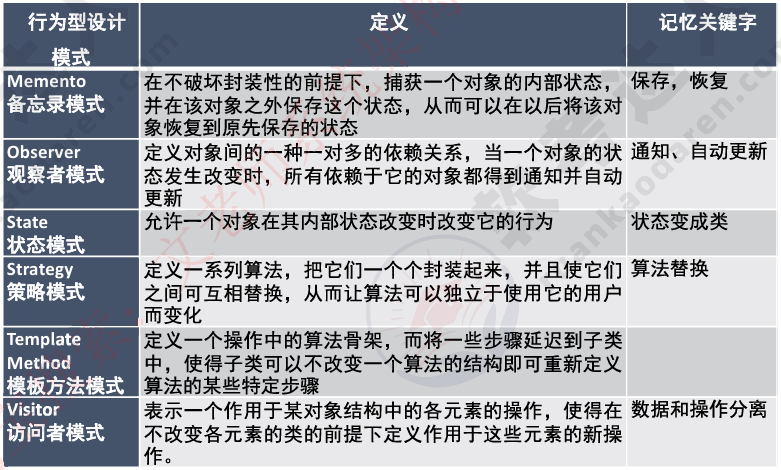 行为型设计
模式
定义
记忆关键字
Memento
备忘录模式
在不破坏封装性的前提下，捕获一个对象的内部状态，
并在该对象之外保存这个状态，从而可以在以后将该对
象恢复到原先保存的状态
保存，恢复
Observer
观察者模式
定义对象间的一种一对多的依赖关系，当一个对象的状
态发生改变时，所有依赖于它的对象都得到通知并自动
更新
通知、自动更新
State
状态模式
允许一个对象在其内部状态改变时改变它的行为
状态变成类
Strategy
策略模式
定义一系列算法，把它们一个个封装起来，并且使它们
之间可互相替换，从而让算法可以独立于使用它的用户
而变化
算法替换
Template
Method
模板方法模式
定义一个操作中的算法骨架，而将一些步骤延迟到子类
中，使得子类可以不改变一个算法的结构即可重新定义
算法的某些特定步骤
Visitor
访问者模式
表示一个作用于某对象结构中的各元素的操作，使得在
不改变各元素的类的前提下定义作用于这些元素的新操
作。
数据和操作分离